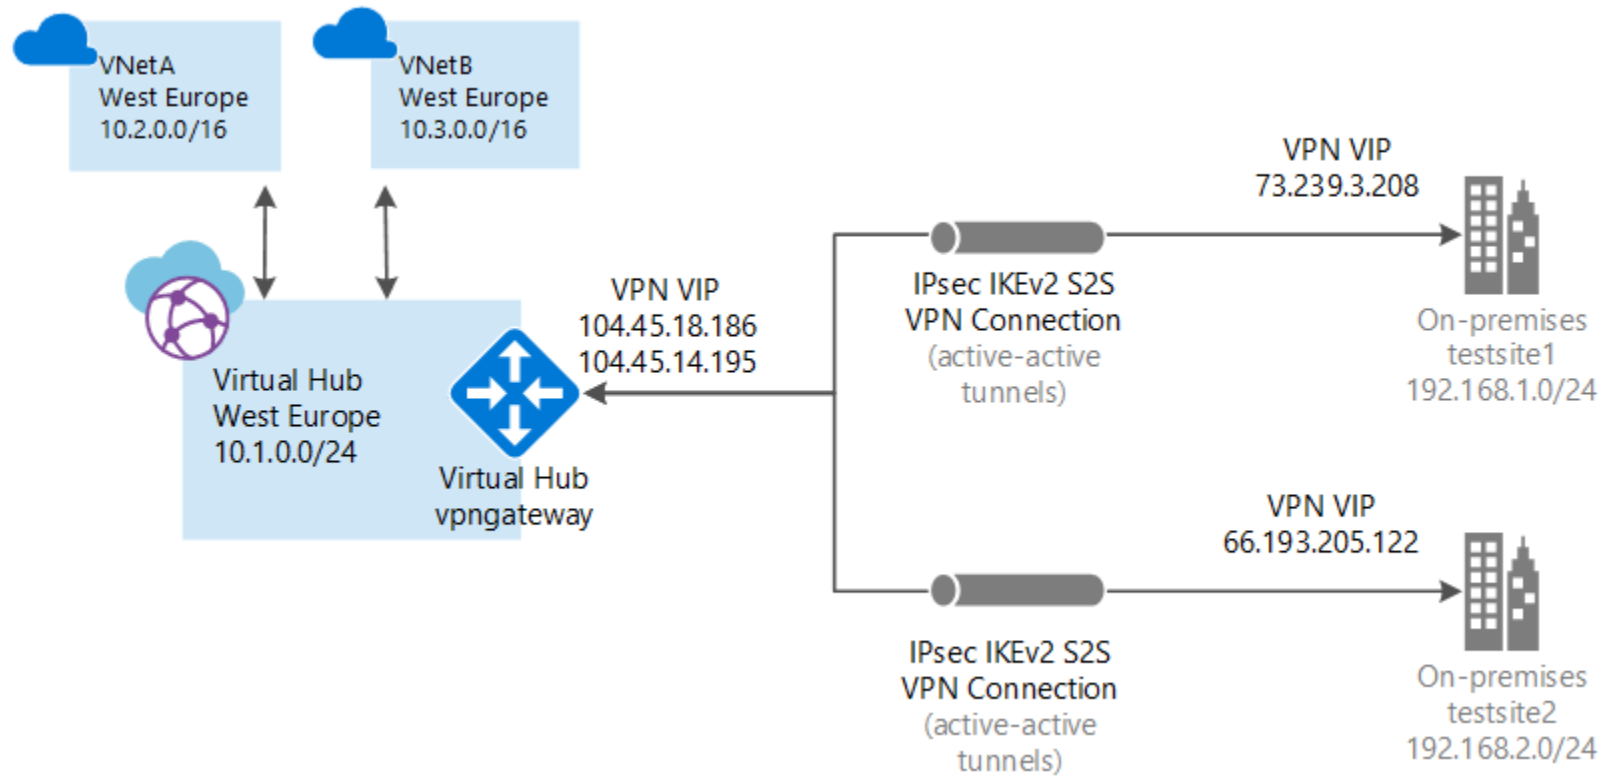 VNetA
West Europe
10.2.0.0/16
VNetB
West Europe
10.3.0.0/16
Virtual Hub
West Europe
10.1.0.0/24
VPN VIP
104.45.18.186
104.45.14.195
Virtual Hub
vpngateway
IPsec IKEv2 S2S
VPN Connection
(active-active
tunnels)
VPN VIP
73.239.3.208
On-premises
testsite1
192.168.1.0/24
IPsec IKEv2 S2S
VPN Connection
(active-active
tunnels)
VPN VIP
66.193.205.122
On-premises
testsite2
192.168.2.0/24